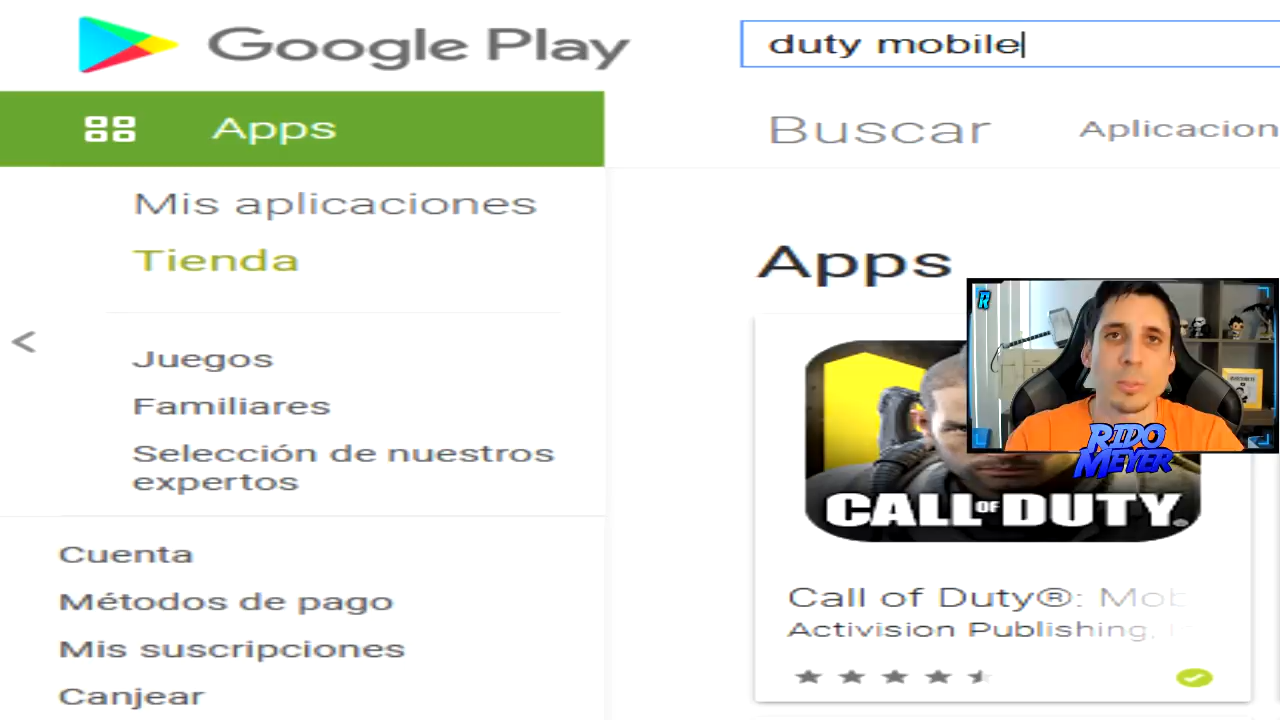 Google Play
duty mobile
Apps
Buscar
Aplicacion
Mis aplicaciones
Tienda
Apps
Juegos
Familiares
Selección de nuestros
expertos
RIDO
MEYER
CALL OF DUTY
Cuenta
Métodos de pago
Mis suscripciones
Canjear
Call of Duty®: Mob
Activision Publishing, I